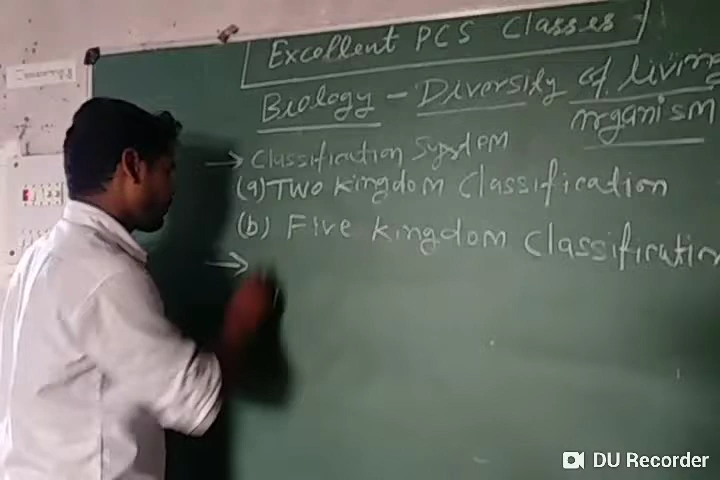 Excellent PCS Classes
Biology - Diversity of living
organism
→ Classification System
(a) Two kingdom Classification
(b) Five kingdom Classification
→
DU Recorder